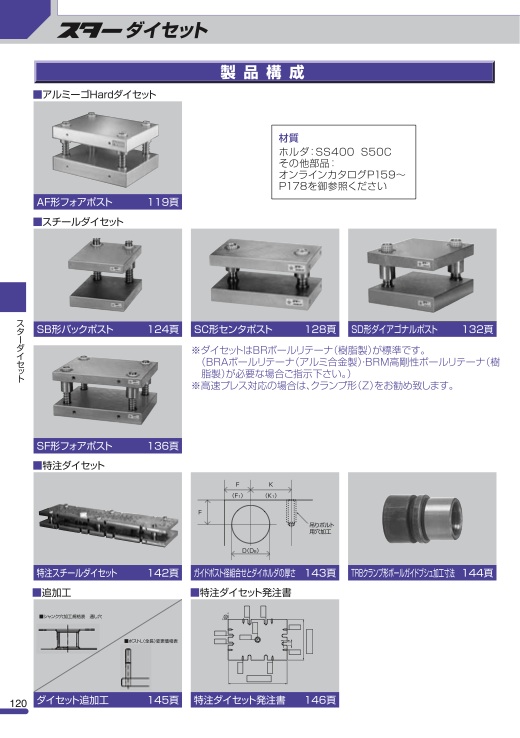 スターダイセット
製品構成
■アルミーゴHardダイセット
AF形フォアポスト 119頁
材質
ホルダ：SS400 S50C
その他部品：
オンラインカタログP159〜
P178を御参照ください
■スチールダイセット
SB形バックポスト 124頁
SC形センタポスト 128頁
SD形ダイアゴナルポスト 132頁
SF形フォアポスト 136頁
※ダイセットはBRボールリテーナ（樹脂製）が標準です。
（BRAボールリテーナ（アルミ合金製）・BRM高剛性ボールリテーナ（樹
脂製）が必要な場合ご指示下さい。）
※高速プレス対応の場合は、クランプ形（Z）をお勧め致します。
スターダイセット
■特注ダイセット
特注スチールダイセット 142頁
F K
(F₁) (K₁)
F
吊りボルト
用穴加工
D(DB)
ガイドポスト径組合せとダイホルダの厚さ 143頁
TRBクランプ形ボールガイドブシュ加工寸法 144頁
■追加工
■シャンク穴加工規格表 通し穴
■ポストL（全長）変更価格表
ダイセット追加工 145頁
■特注ダイセット発注書
特注ダイセット発注書 146頁
120